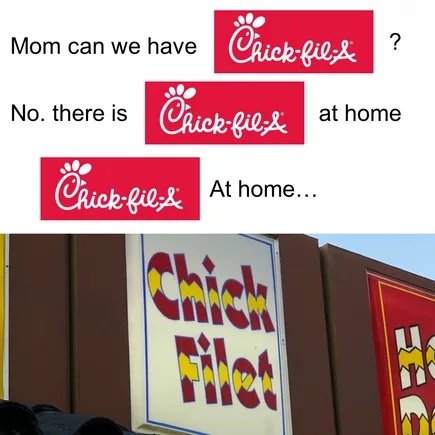 Mom can we have Chick-fil-A ?
No. there is Chick-fil-A at home
Chick-fil-A At home...
Chick
Filet